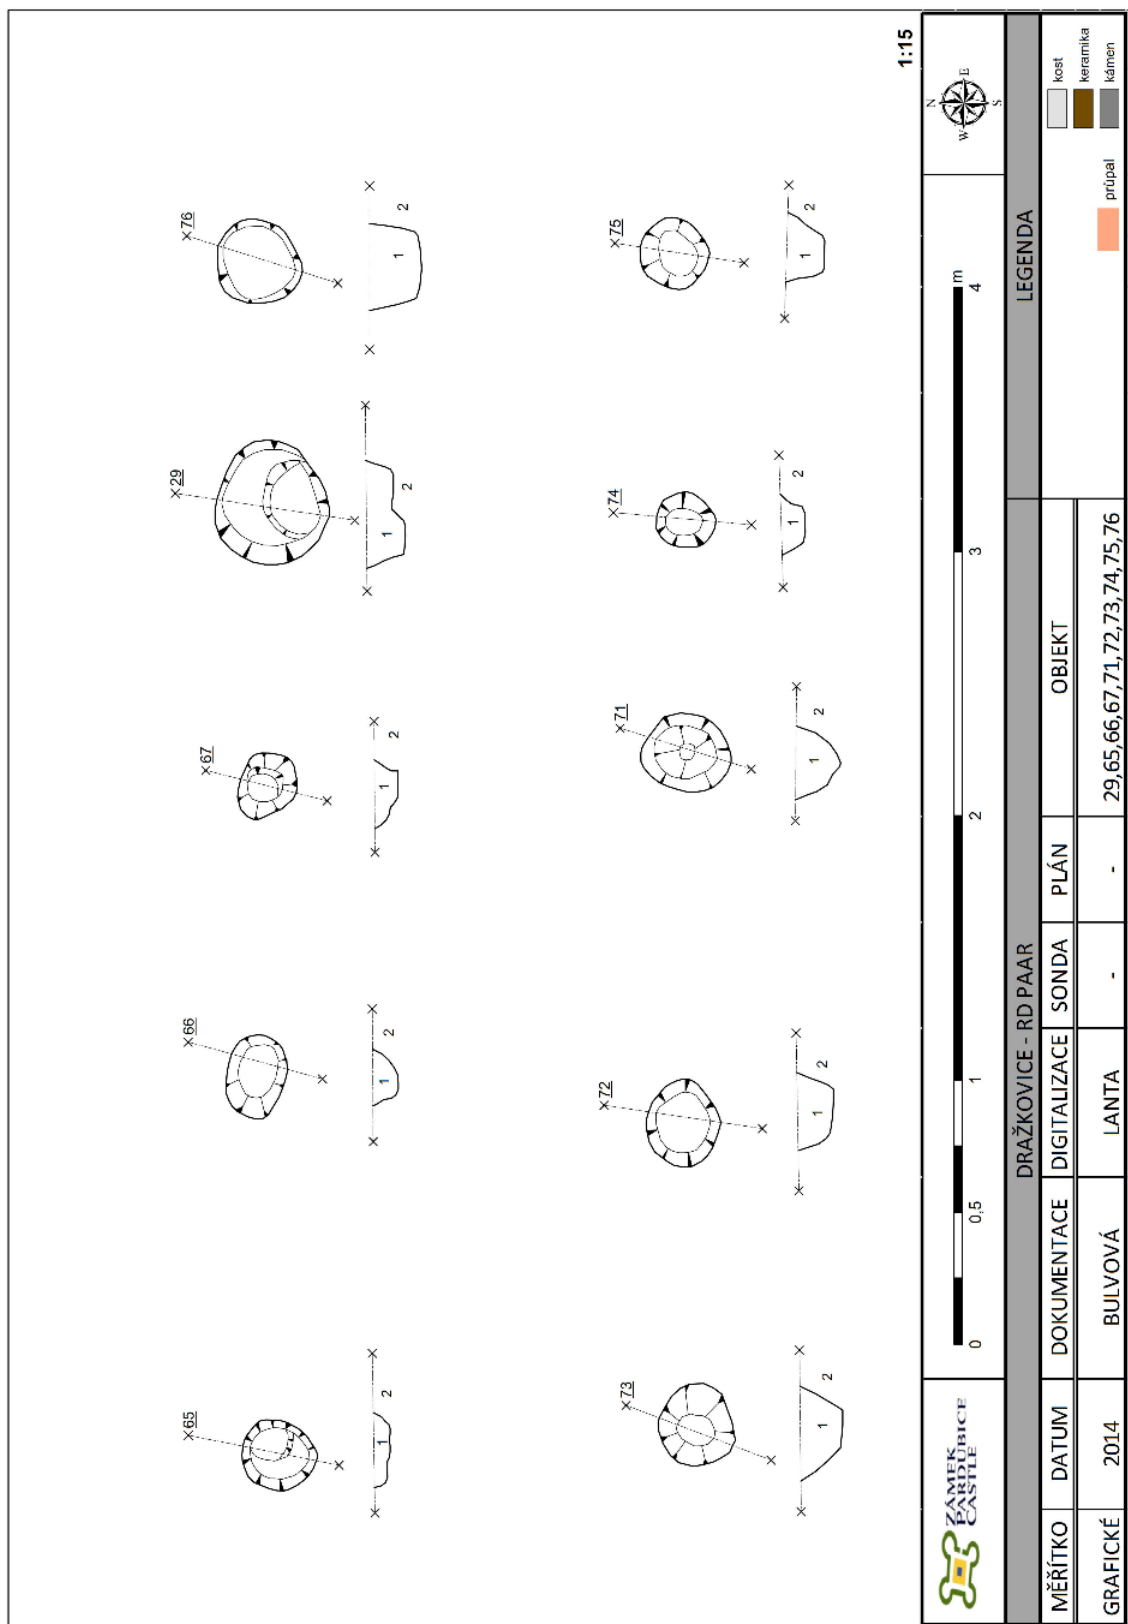 65
1
2
66
1
2
67
1
2
29
1
2
76
1
2
73
1
2
72
1
2
71
1
2
74
1
2
75
1
2
1:15
ZÁMEK
PARDUBICE
CASTLE
0 0,5 1 2 3 4 m
N
W E
S
DRAŽKOVICE - RD PAAR
LEGENDA
MĚŘÍTKO DATUM DOKUMENTACE DIGITALIZACE SONDA PLÁN OBJEKT
GRAFICKÉ 2014 BULVOVÁ LANTA - - 29,65,66,67,71,72,73,74,75,76
průpal
kost
keramika
kámen